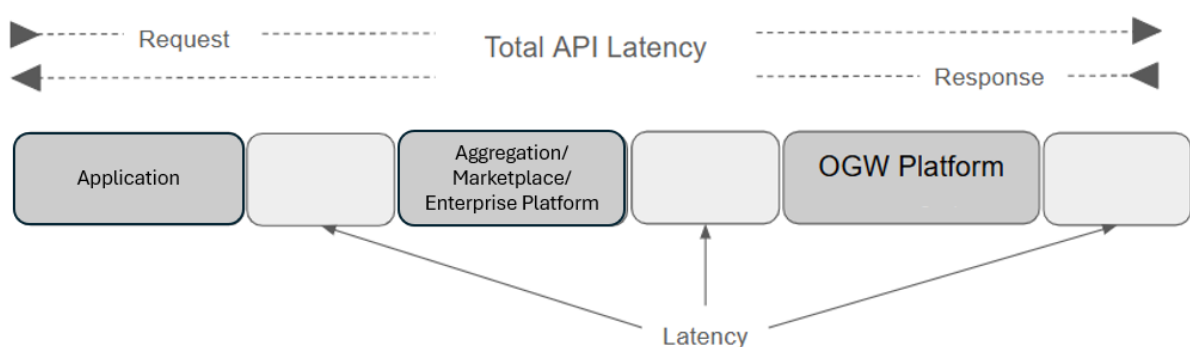 Request
Total API Latency
Response
Application
Aggregation/
Marketplace/
Enterprise Platform
OGW Platform
Latency